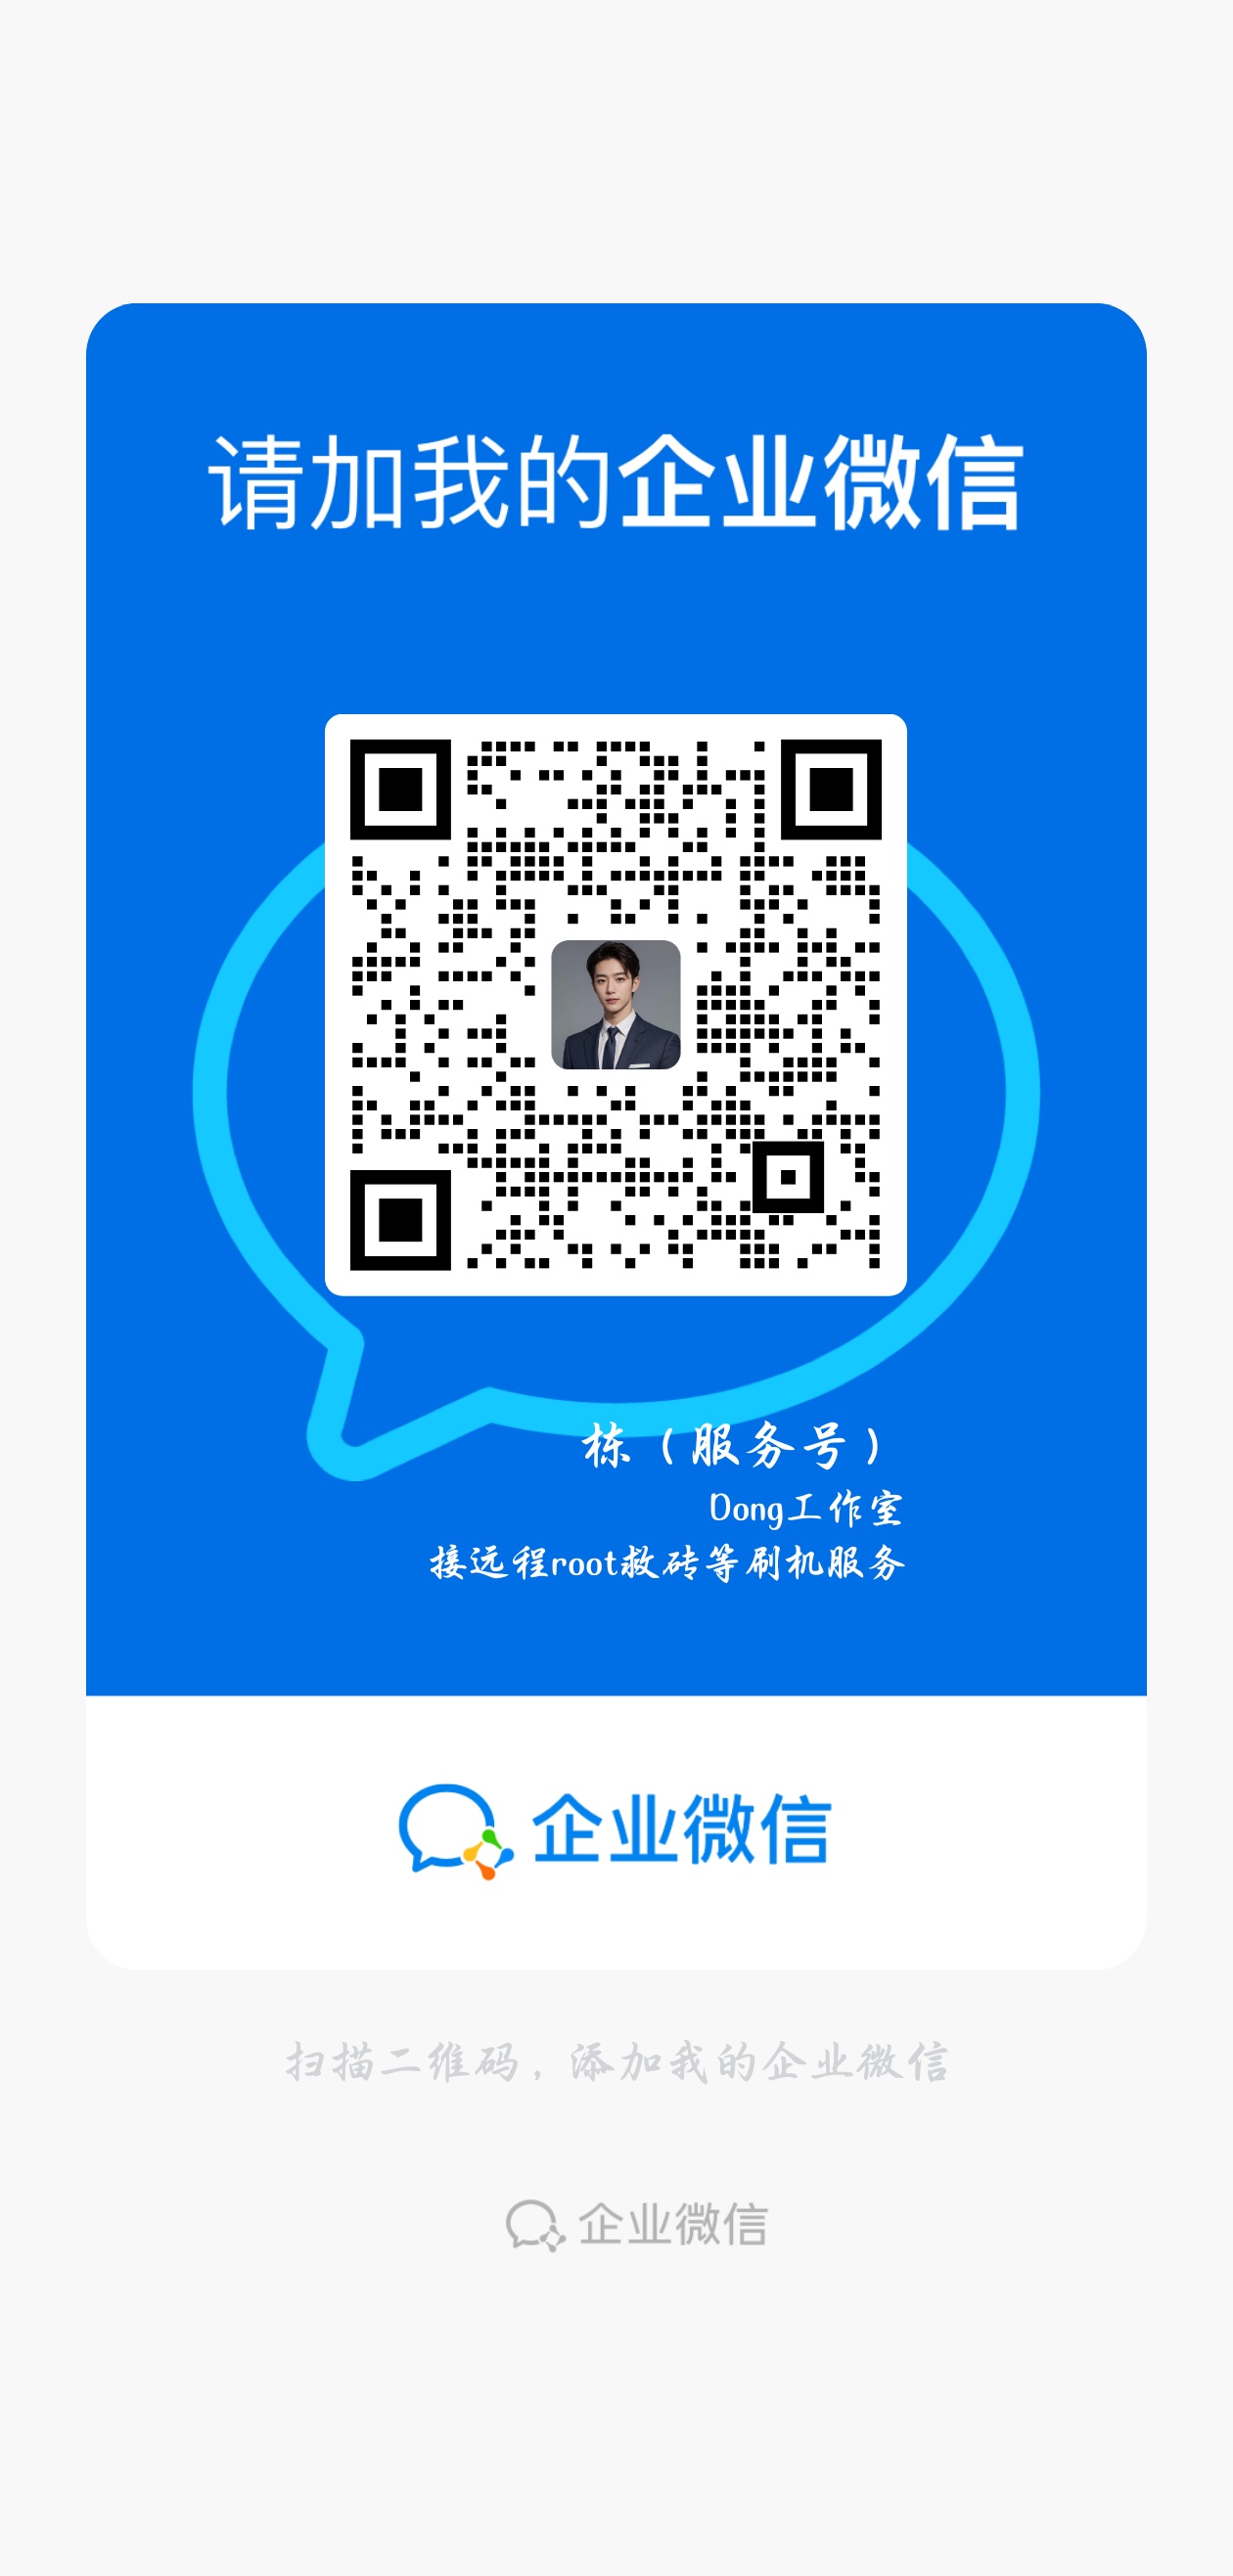 请加我的企业微信
栋（服务号）
Dong工作室
接远程root救砖等刷机服务
企业微信
扫描二维码，添加我的企业微信
企业微信